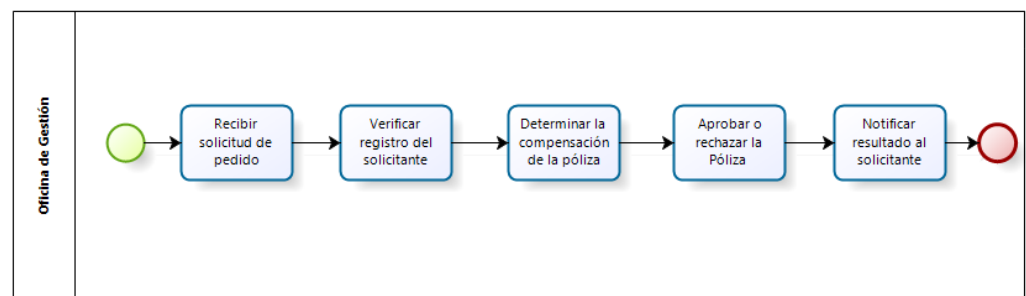 Oficina de Gestión
Recibir
solicitud de
pedido
Verificar
registro del
solicitante
Determinar la
compensación
de la póliza
Aprobar o
rechazar la
Póliza
Notificar
resultado al
solicitante